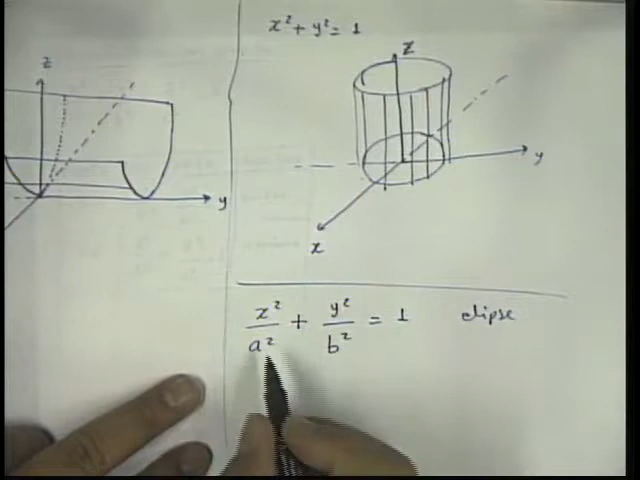 x² + y² = 1
z
z
y
y
x
x²/a² + y²/b² = 1 elipse